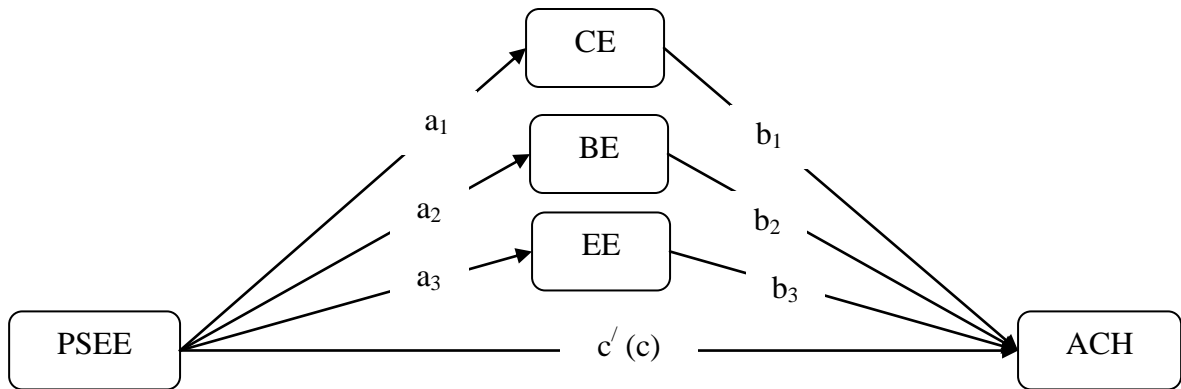 CE
a₁
b₁
BE
a₂
b₂
EE
a₃
b₃
PSEE
c′ (c)
ACH